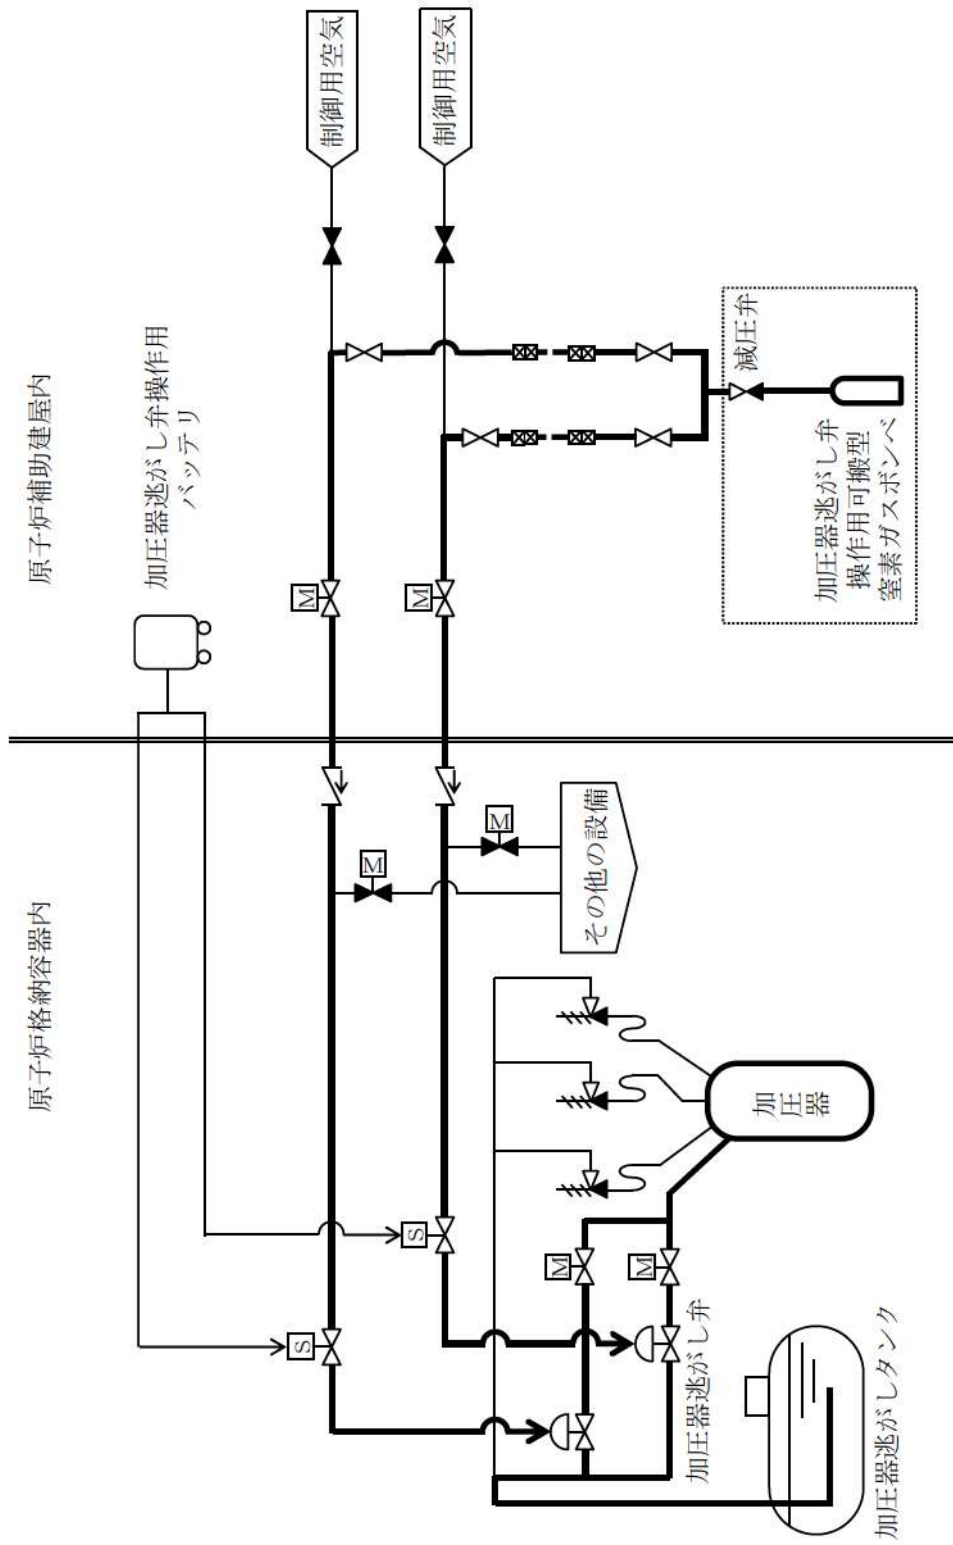 原子炉格納容器内
原子炉補助建屋内
加圧器逃がし弁操作用
バッテリ
制御用空気
制御用空気
M
M
M
M
その他の設備
S
S
M
M
加圧器
減圧弁
加圧器逃がし弁
操作用可搬型
窒素ガスボンベ
加圧器逃がし弁
加圧器逃がしタンク